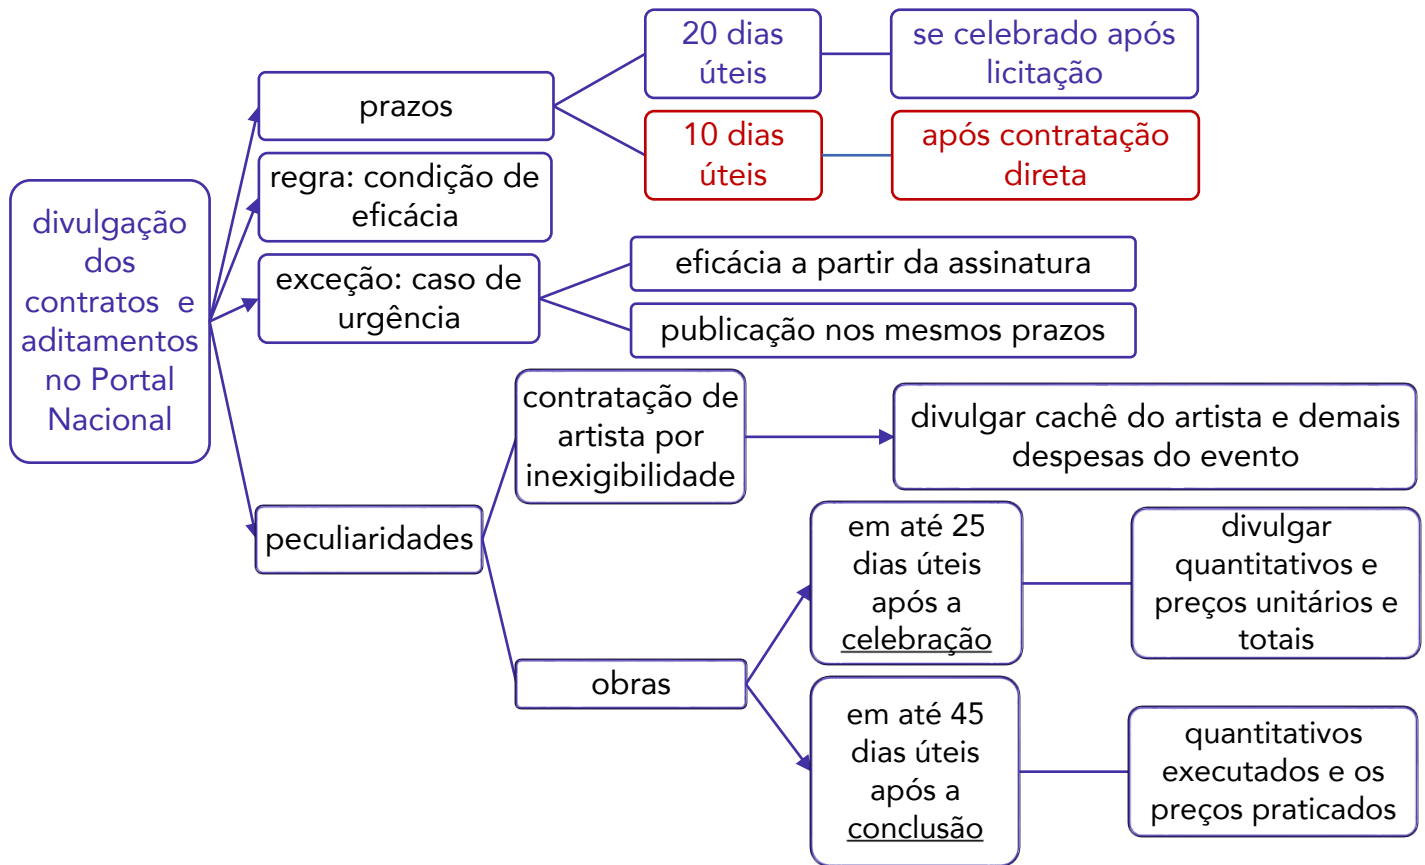 divulgação
dos
contratos e
aditamentos
no Portal
Nacional
prazos
20 dias
úteis
se celebrado após
licitação
10 dias
úteis
após contratação
direta
regra: condição de
eficácia
exceção: caso de
urgência
eficácia a partir da assinatura
publicação nos mesmos prazos
peculiaridades
contratação de
artista por
inexigibilidade
divulgar cachê do artista e demais
despesas do evento
obras
em até 25
dias úteis
após a
celebração
divulgar
quantitativos e
preços unitários e
totais
em até 45
dias úteis
após a
conclusão
quantitativos
executados e os
preços praticados